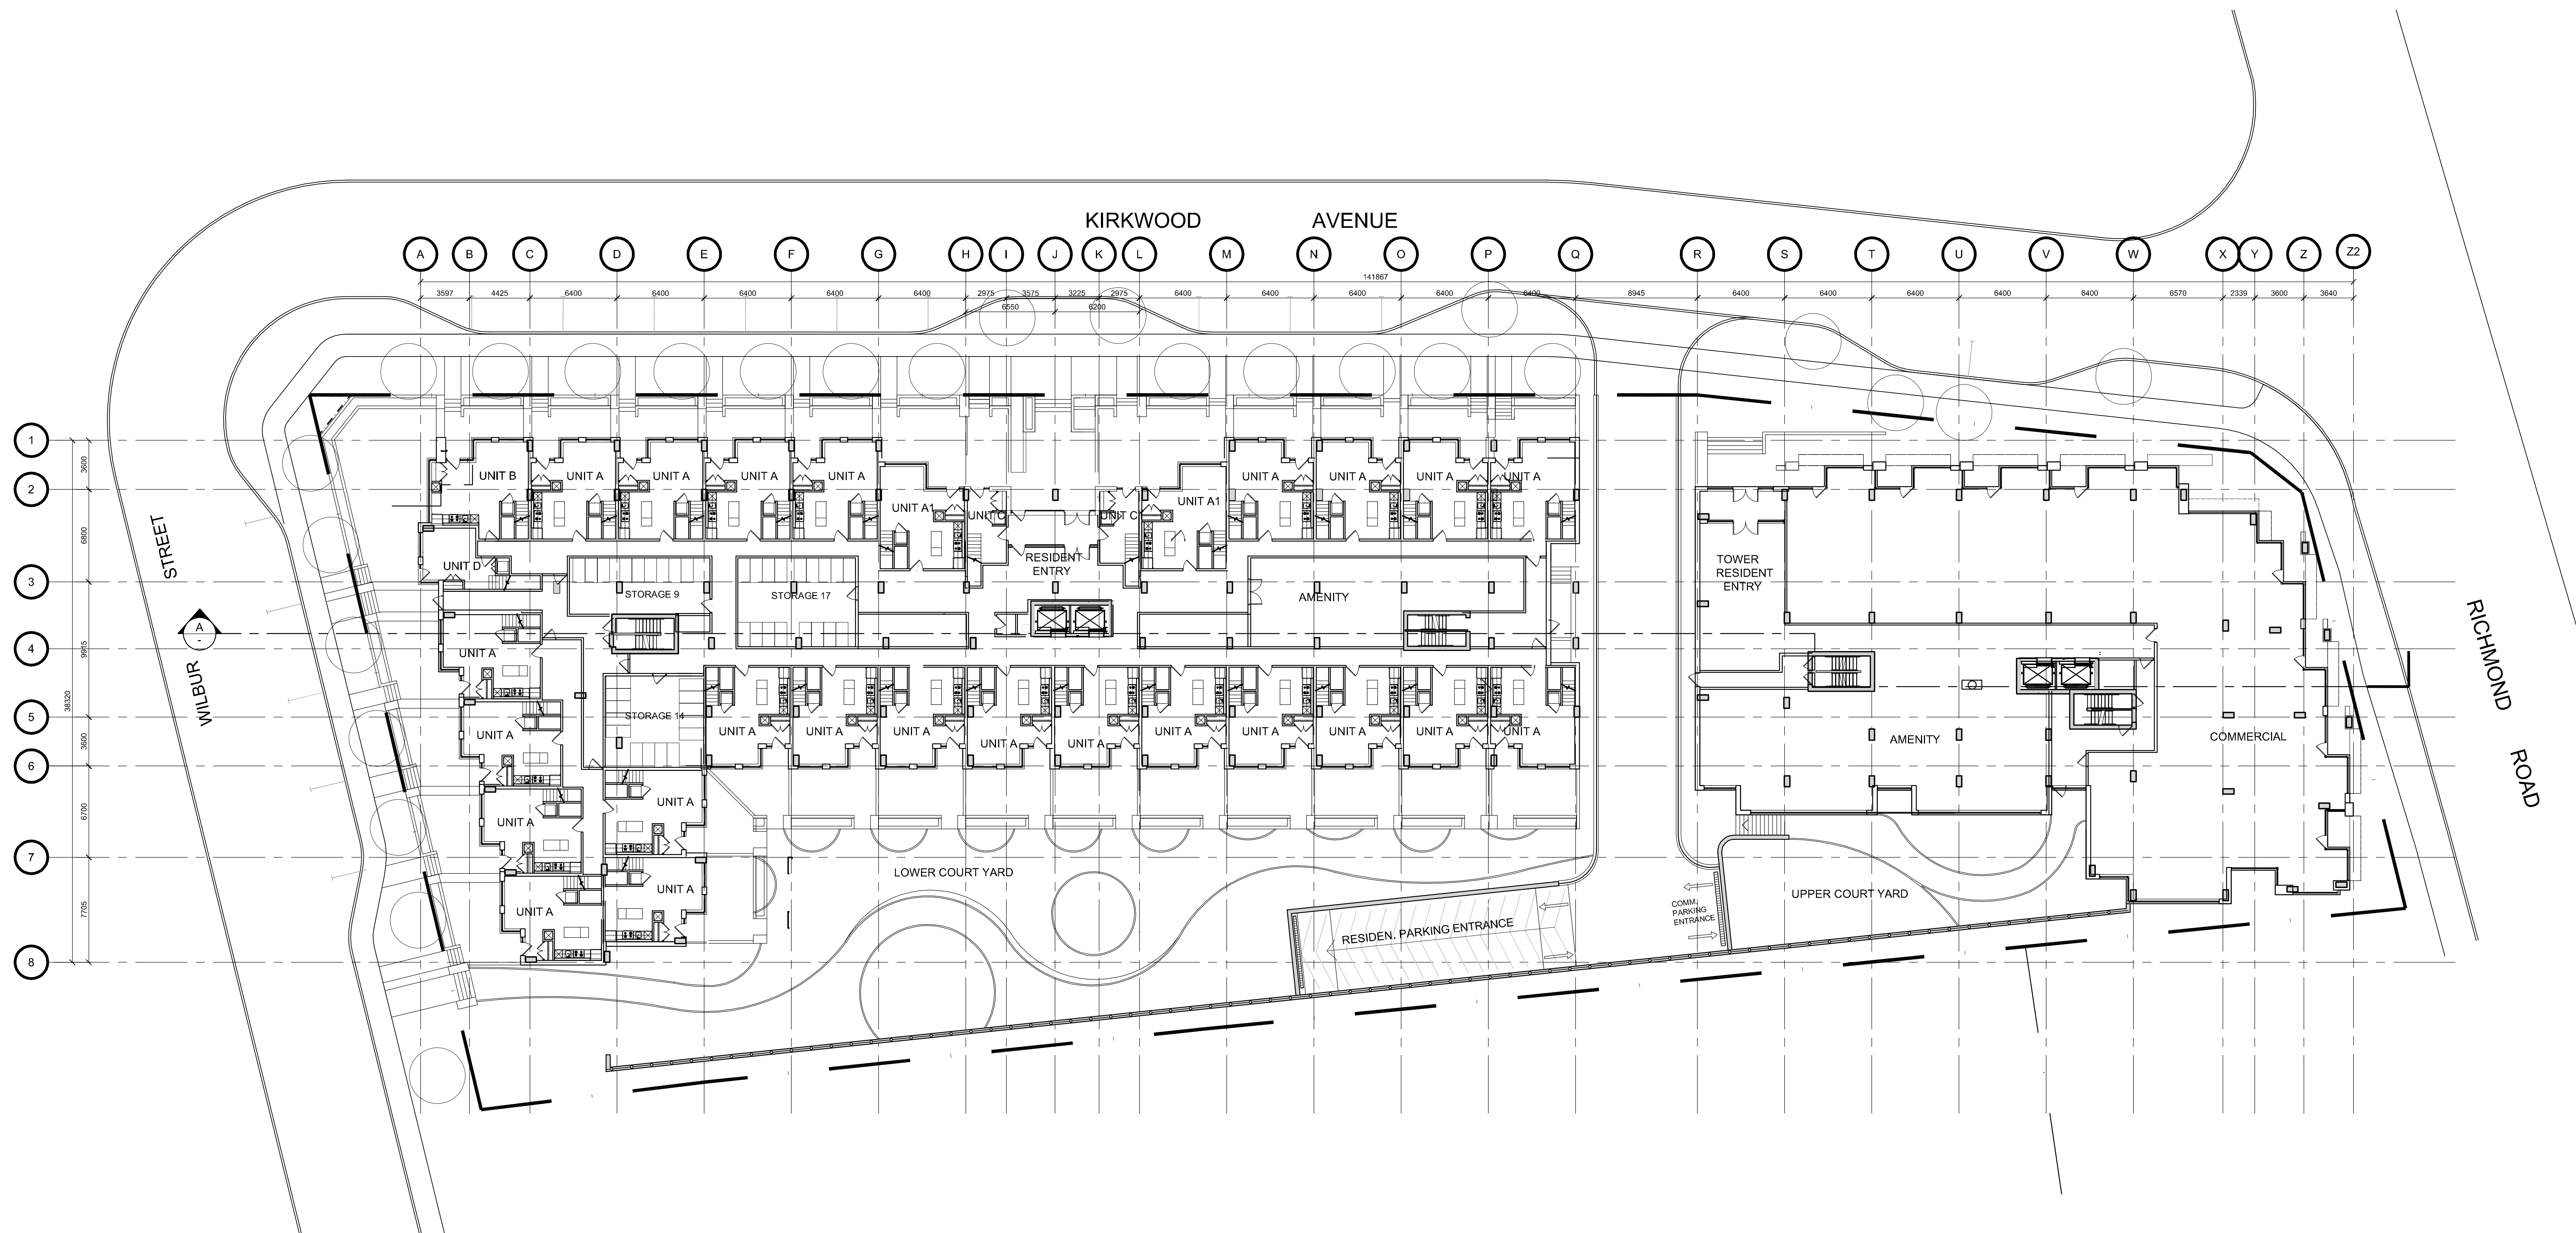 KIRKWOOD AVENUE
A B C D E F G H I J K L M N O P Q R S T U V W X Y Z Z2
141867
3597 4425 6400 6400 6400 6400 6400 2975 3575 3225 2975 6400 6400 6400 6400 6400 8945 6400 6400 6400 6400 6400 6570 2339 3600 3640
6550 6200
1
2
3
4
5
6
7
8
3600
6800
9915
3600
6700
7705
38320
WILBUR STREET
A
-
UNIT B UNIT A UNIT A UNIT A UNIT A UNIT A1 UNIT C UNIT C UNIT A1 UNIT A UNIT A UNIT A UNIT A
RESIDENT
ENTRY
UNIT D
STORAGE 9
STORAGE 17
AMENITY
TOWER
RESIDENT
ENTRY
UNIT A
STORAGE 14
UNIT A
UNIT A UNIT A UNIT A UNIT A UNIT A UNIT A UNIT A UNIT A UNIT A UNIT A
AMENITY
COMMERCIAL
UNIT A
UNIT A
UNIT A
UNIT A
LOWER COURT YARD
UPPER COURT YARD
COMM.
PARKING
ENTRANCE
RESIDEN. PARKING ENTRANCE
RICHMOND ROAD